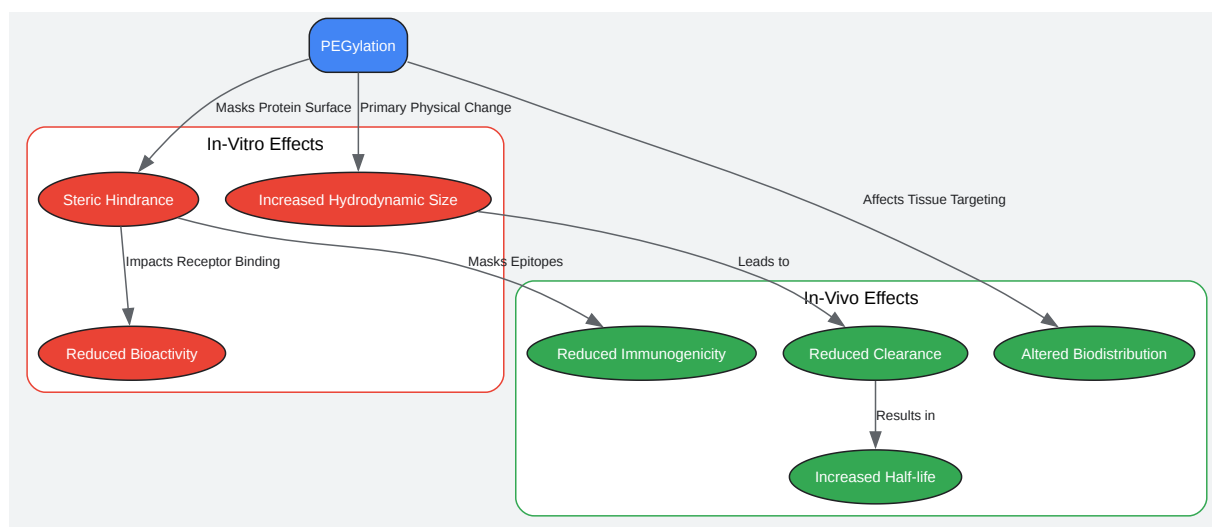 PEGylation
Masks Protein Surface
Primary Physical Change
In-Vitro Effects
Steric Hindrance
Increased Hydrodynamic Size
Affects Tissue Targeting
Impacts Receptor Binding
Masks Epitopes
Leads to
In-Vivo Effects
Reduced Bioactivity
Reduced Immunogenicity
Reduced Clearance
Altered Biodistribution
Results in
Increased Half-life